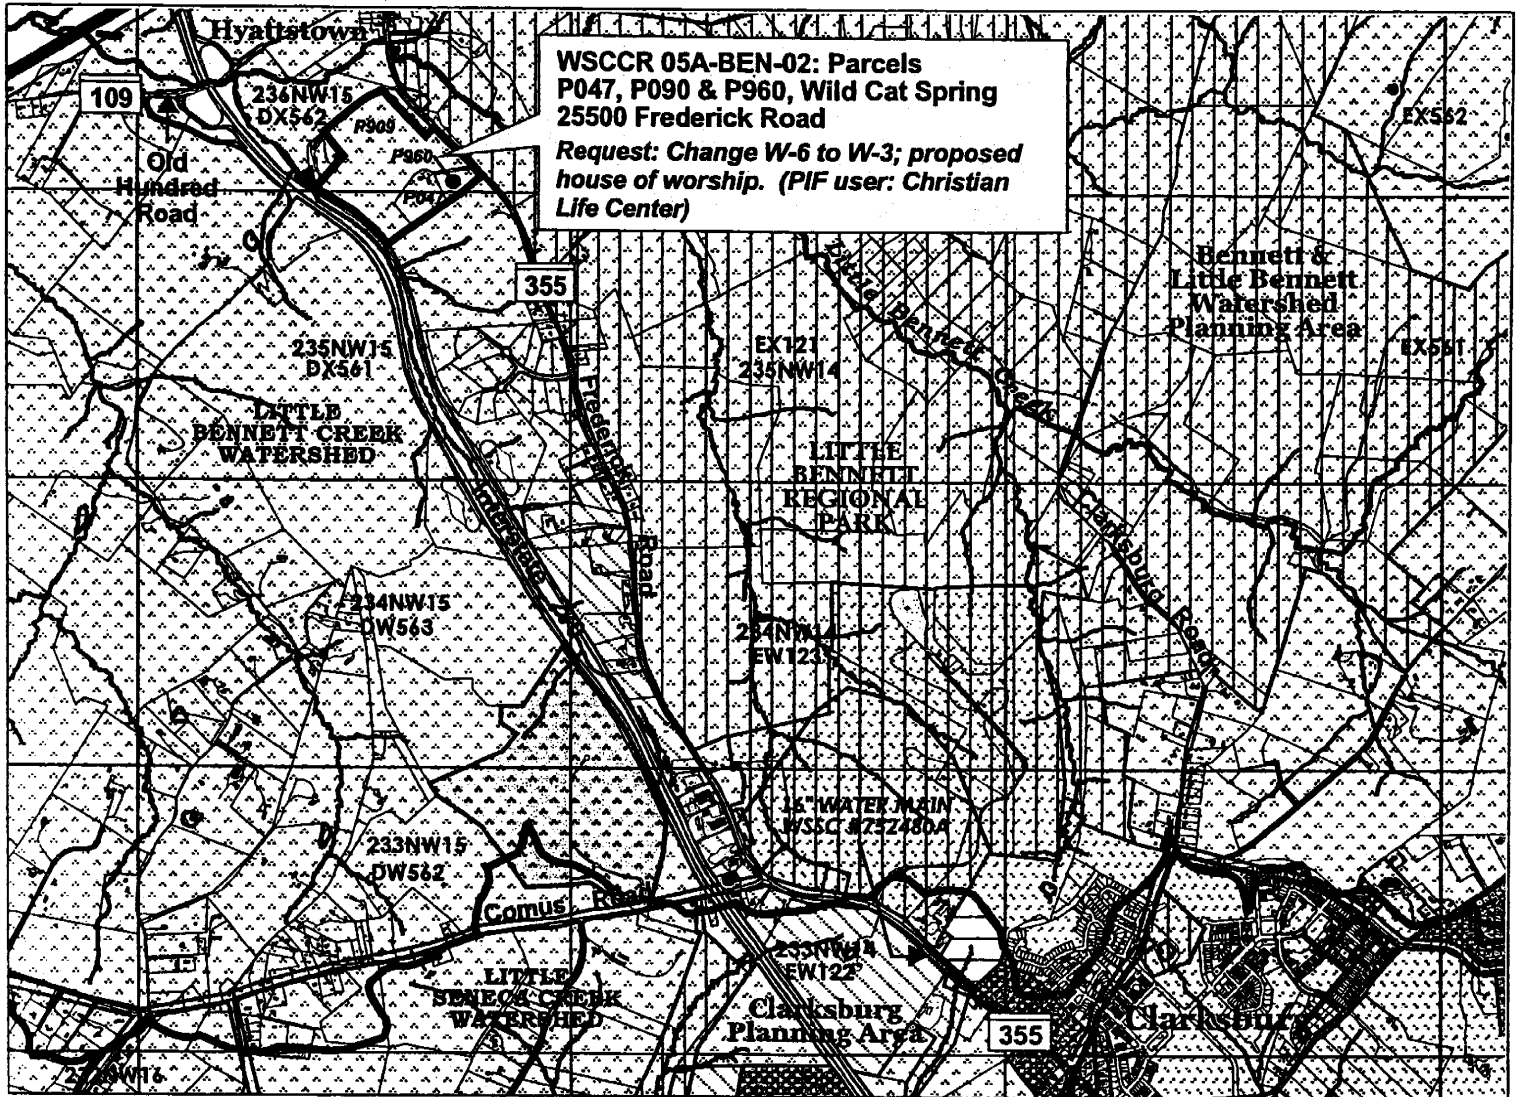 Hyattstown
WSCCR 05A-BEN-02: Parcels
P047, P090 & P960, Wild Cat Spring
25500 Frederick Road
Request: Change W-6 to W-3; proposed
house of worship. (PIF user: Christian
Life Center)
109
236NW15
DX562
P909
P960
P047
Old
Hundred
Road
EX562
355
Little Bennett Creek
Bennett &
Little Bennett
Watershed
Planning Area
EX561
235NW15
DX561
EX121
235NW14
Frederick Road
LITTLE
BENNETT CREEK
WATERSHED
LITTLE
BENNETT
REGIONAL
PARK
Interstate
Clarksburg Road
234NW15
DW563
234NW14
EW123
16" WATER MAIN
WSSC #752480A
233NW15
DW562
Comus Road
233NW14
EW122
LITTLE
SENECA CREEK
WATERSHED
Clarksburg
Planning Area
355
Clarksburg